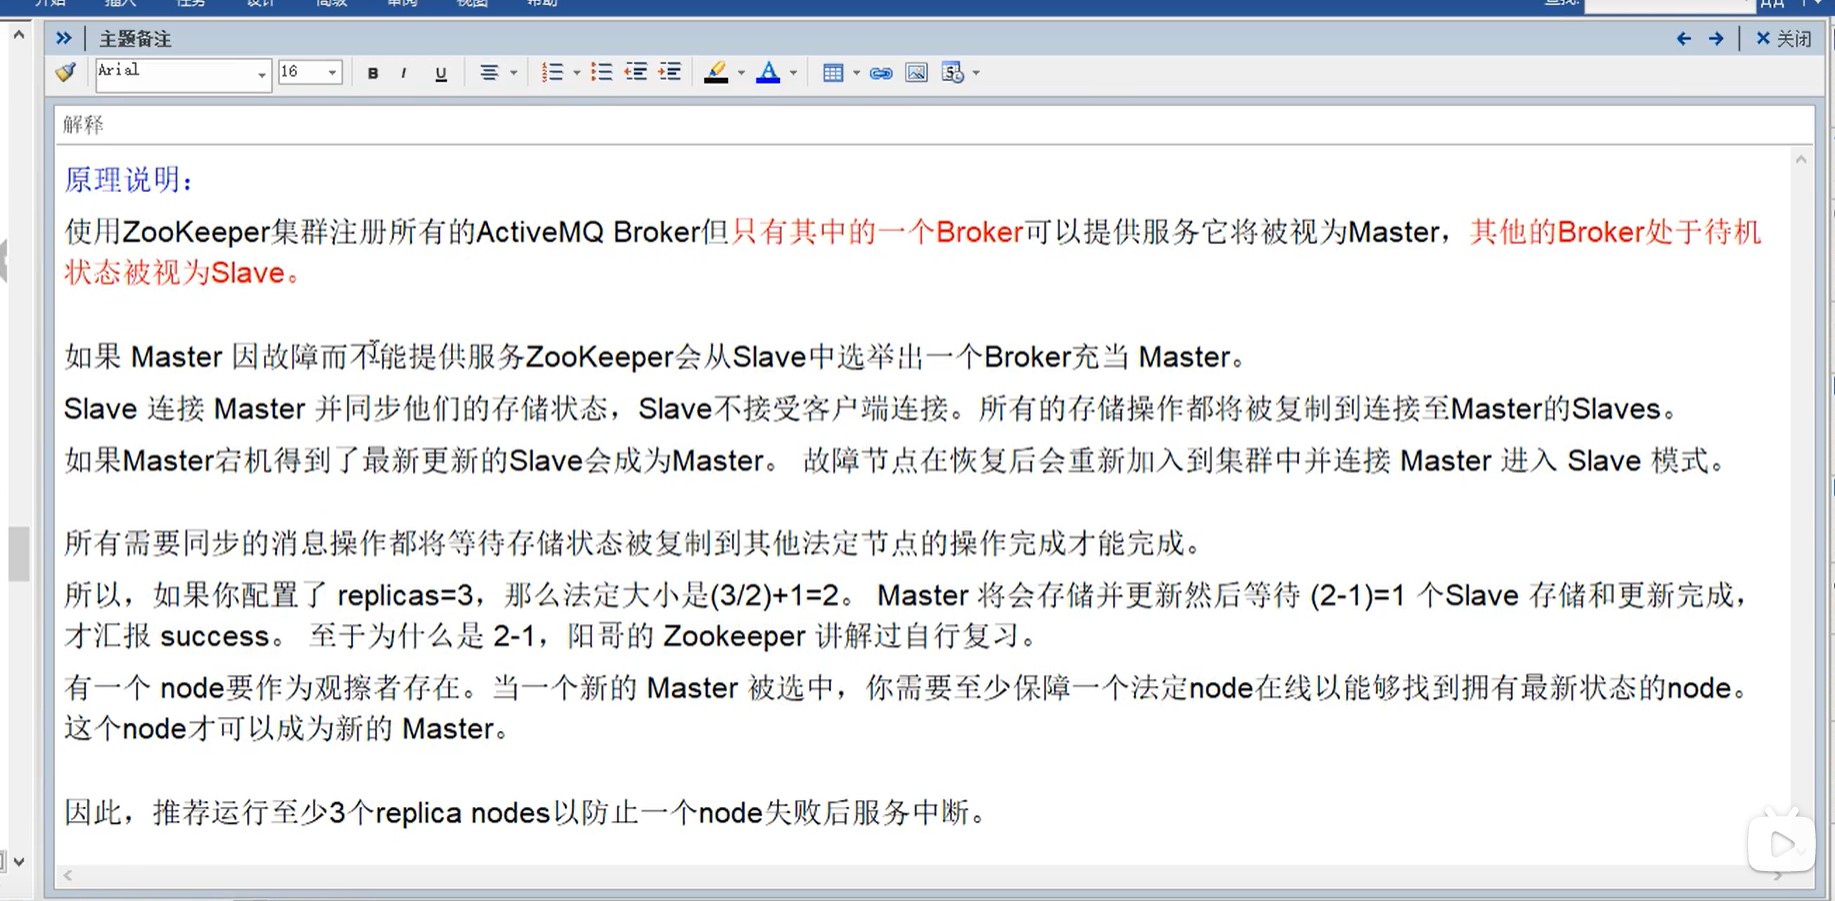 开始 插入 任务 设计 高级 审阅 视图 帮助
查找:
主题备注
关闭
Arial 16 B I U
解释
原理说明：
使用ZooKeeper集群注册所有的ActiveMQ Broker但只有其中的一个Broker可以提供服务它将被视为Master，其他的Broker处于待机
状态被视为Slave。
如果 Master 因故障而不能提供服务ZooKeeper会从Slave中选举出一个Broker充当 Master。
Slave 连接 Master 并同步他们的存储状态，Slave不接受客户端连接。所有的存储操作都将被复制到连接至Master的Slaves。
如果Master宕机得到了最新更新的Slave会成为Master。 故障节点在恢复后会重新加入到集群中并连接 Master 进入 Slave 模式。
所有需要同步的消息操作都将等待存储状态被复制到其他法定节点的操作完成才能完成。
所以，如果你配置了 replicas=3，那么法定大小是(3/2)+1=2。 Master 将会存储并更新然后等待 (2-1)=1 个Slave 存储和更新完成，
才汇报 success。 至于为什么是 2-1，阳哥的 Zookeeper 讲解过自行复习。
有一个 node要作为观擦者存在。当一个新的 Master 被选中，你需要至少保障一个法定node在线以能够找到拥有最新状态的node。
这个node才可以成为新的 Master。
因此，推荐运行至少3个replica nodes以防止一个node失败后服务中断。